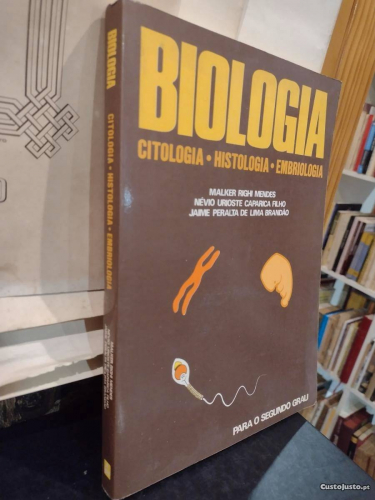 BIOLOGIA
CITOLOGIA • HISTOLOGIA • EMBRIOLOGIA
MALKER RIGHI MENDES
NÉVIO URIOSTE CAPARICA FILHO
JAIME PERALTA DE LIMA BRANDÃO
PARA O SEGUNDO GRAU
BIOLOGIA
CITOLOGIA • HISTOLOGIA • EMBRIOLOGIA
CustoJusto.pt